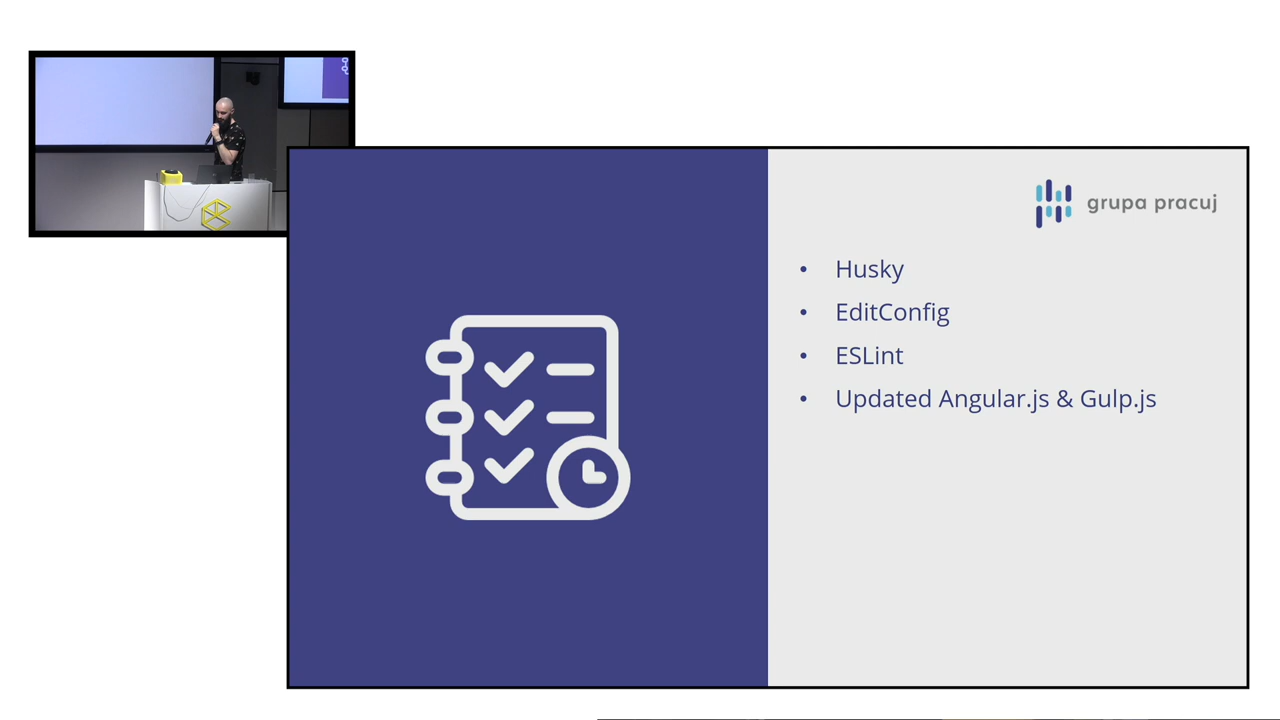 grupa pracuj
• Husky
• EditConfig
• ESLint
• Updated Angular.js & Gulp.js